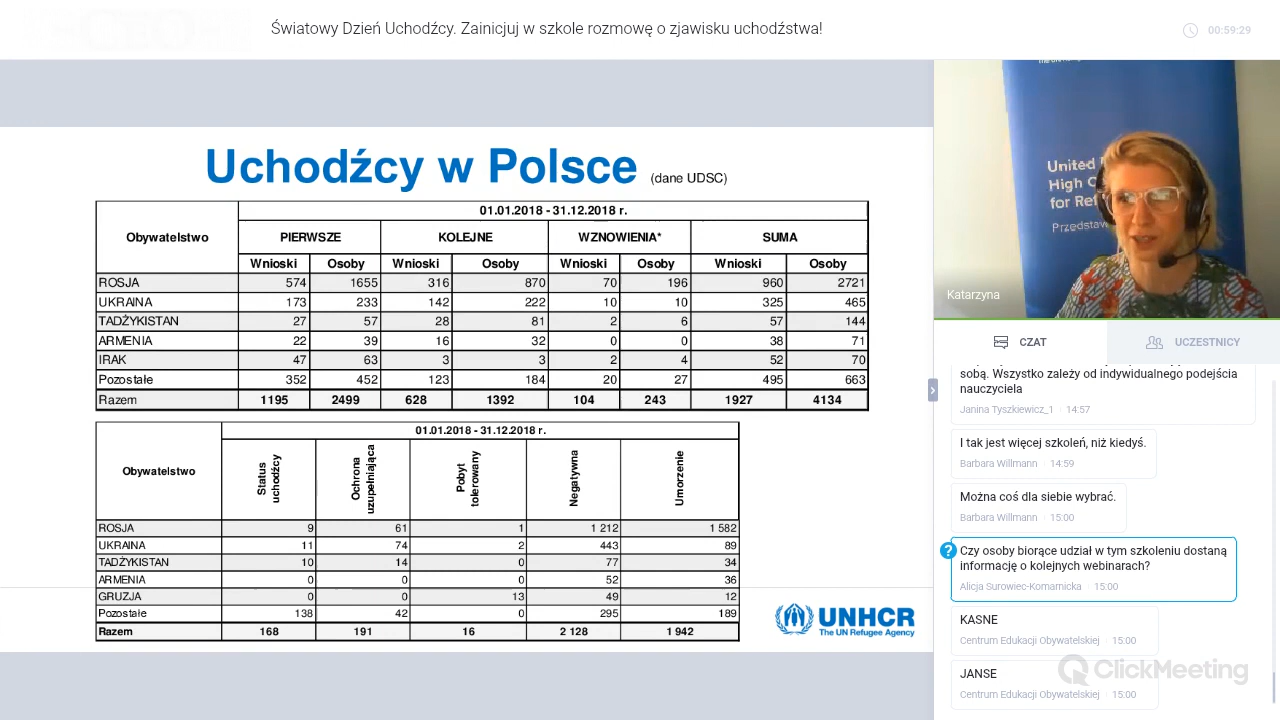 Światowy Dzień Uchodźcy. Zainicjuj w szkole rozmowę o zjawisku uchodźstwa!
00:59:29
Uchodźcy w Polsce (dane UDSC)
Obywatelstwo
01.01.2018 - 31.12.2018 r.
PIERWSZE KOLEJNE WZNOWIENIA* SUMA
Wnioski Osoby Wnioski Osoby Wnioski Osoby Wnioski Osoby
ROSJA 574 1655 316 870 70 196 960 2721
UKRAINA 173 233 142 222 10 10 325 465
TADŻYKISTAN 27 57 28 81 2 6 57 144
ARMENIA 22 39 16 32 0 0 38 71
IRAK 47 63 3 3 2 4 52 70
Pozostałe 352 452 123 184 20 27 495 663
Razem 1195 2499 628 1392 104 243 1927 4134
Obywatelstwo
01.01.2018 - 31.12.2018 r.
Status uchodźcy
Ochrona uzupełniająca
Pobyt tolerowany
Negatywna
Umorzenie
ROSJA 9 61 1 1 212 1 582
UKRAINA 11 74 2 443 89
TADŻYKISTAN 10 14 0 77 34
ARMENIA 0 0 0 52 36
GRUZJA 0 0 13 49 12
Pozostałe 138 42 0 295 189
Razem 168 191 16 2 128 1 942
UNHCR
The UN Refugee Agency
United
High C
for Ref
Przedstaw
Katarzyna
CZAT
UCZESTNICY
sobą. Wszystko zależy od indywidualnego podejścia
nauczyciela
Janina Tyszkiewicz_1 · 14:57
I tak jest więcej szkoleń, niż kiedyś.
Barbara Willmann · 14:59
Można coś dla siebie wybrać.
Barbara Willmann · 15:00
?
Czy osoby biorące udział w tym szkoleniu dostaną
informację o kolejnych webinarach?
Alicja Surowiec-Komarnicka · 15:00
KASNE
Centrum Edukacji Obywatelskiej · 15:00
JANSE
Centrum Edukacji Obywatelskiej · 15:00
ClickMeeting